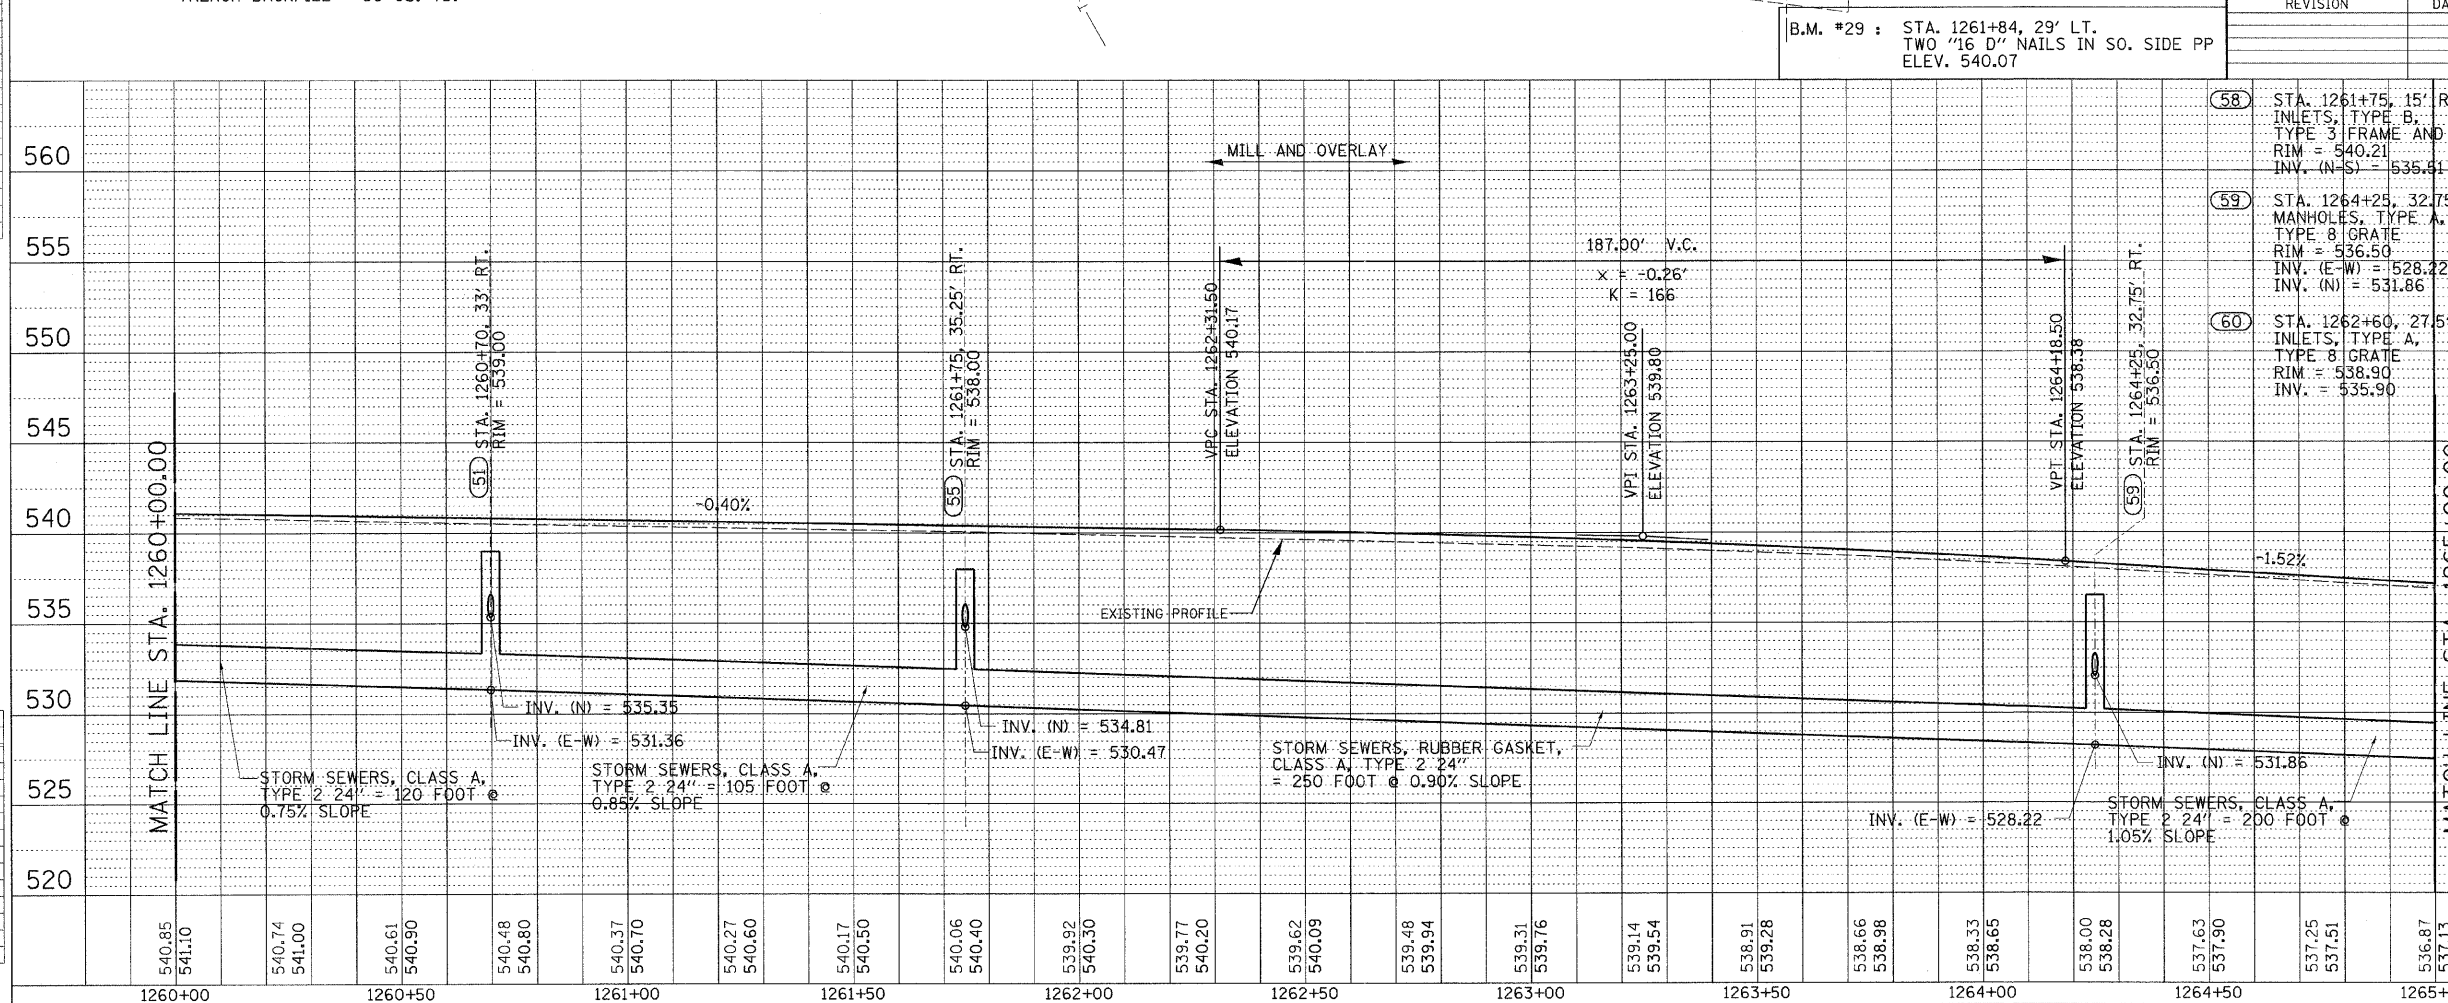 REVISION
B.M. #29 : STA. 1261+84, 29' LT.
TWO "16 D" NAILS IN SO. SIDE PP
ELEV. 540.07
58 STA. 1261+75, 15'
INLETS, TYPE B,
TYPE 3 FRAME AND
RIM = 540.21
INV. (N-S) = 535.51
59 STA. 1264+25, 32.75
MANHOLES, TYPE A,
TYPE 8 GRATE
RIM = 536.50
INV. (E-W) = 528.22
INV. (N) = 531.86
60 STA. 1262+60, 27.5
INLETS, TYPE A,
TYPE 8 GRATE
RIM = 538.90
INV. = 535.90
560
555
550
545
540
535
530
525
520
MATCH LINE STA. 1260+00.00
51 STA. 1260+70, 33' RT.
RIM = 539.00
-0.40%
55 STA. 1261+75, 35.25' RT.
RIM = 538.00
MILL AND OVERLAY
VPC STA. 1262+31.50
ELEVATION 540.17
187.00' V.C.
x = -0.26'
K = 166
VPI STA. 1263+25.00
ELEVATION 539.80
VPT STA. 1264+18.50
ELEVATION 538.38
59 STA. 1264+25, 32.75' RT.
RIM = 536.50
-1.52%
EXISTING PROFILE
INV. (N) = 535.35
INV. (E-W) = 531.36
INV. (N) = 534.81
INV. (E-W) = 530.47
INV. (N) = 531.86
INV. (E-W) = 528.22
STORM SEWERS, CLASS A,
TYPE 2 24" = 120 FOOT @
0.75% SLOPE
STORM SEWERS, CLASS A,
TYPE 2 24" = 105 FOOT @
0.85% SLOPE
STORM SEWERS, RUBBER GASKET,
CLASS A, TYPE 2 24"
= 250 FOOT @ 0.90% SLOPE
STORM SEWERS, CLASS A,
TYPE 2 24" = 200 FOOT @
1.05% SLOPE
540.85
541.10
540.74
541.00
540.61
540.90
540.48
540.80
540.37
540.70
540.27
540.60
540.17
540.50
540.06
540.40
539.92
540.30
539.77
540.20
539.62
540.09
539.48
539.94
539.31
539.76
539.14
539.54
538.91
539.28
538.66
538.98
538.33
538.65
538.00
538.28
537.63
537.90
537.25
537.51
536.87
537.13
1260+00 1260+50 1261+00 1261+50 1262+00 1262+50 1263+00 1263+50 1264+00 1264+50 1265+